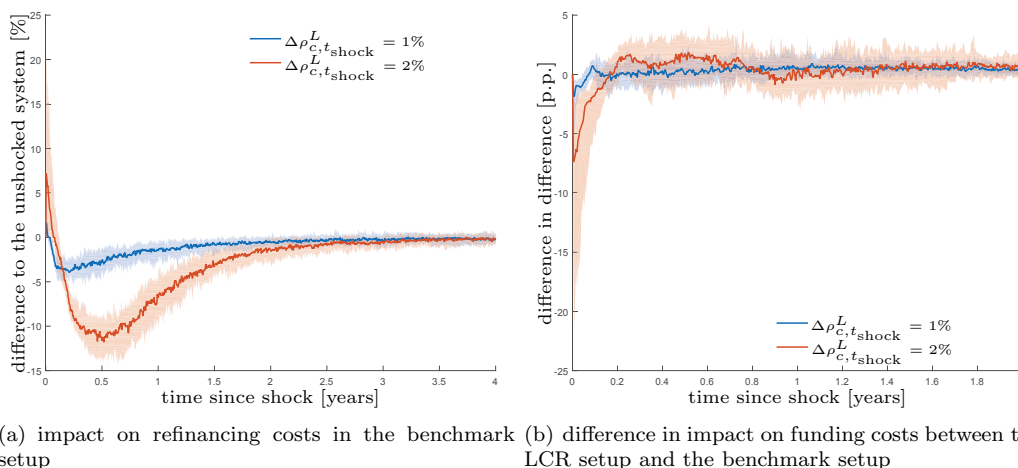 difference to the unshocked system [%]
25
20
15
10
5
0
-5
-10
-15
0 0.5 1 1.5 2 2.5 3 3.5 4
time since shock [years]
Δρ^L_{c,t_shock} = 1%
Δρ^L_{c,t_shock} = 2%
difference in difference [p.p.]
5
0
-5
-10
-15
-20
-25
0 0.2 0.4 0.6 0.8 1 1.2 1.4 1.6 1.8
time since shock [years]
Δρ^L_{c,t_shock} = 1%
Δρ^L_{c,t_shock} = 2%
(a) impact on refinancing costs in the benchmark
setup
(b) difference in impact on funding costs between t
LCR setup and the benchmark setup